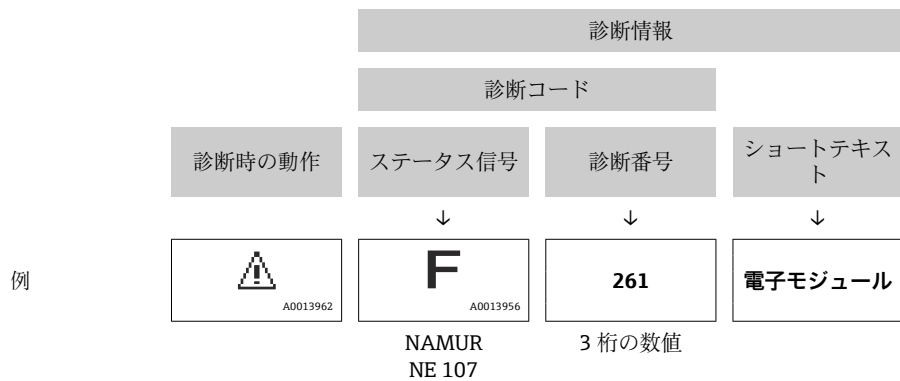 診断情報
診断コード
診断時の動作
ステータス信号
診断番号
ショートテキス
ト
↓ ↓ ↓
例
A0013962
F
A0013956
261
電子モジュール
NAMUR
NE 107
3 桁の数値